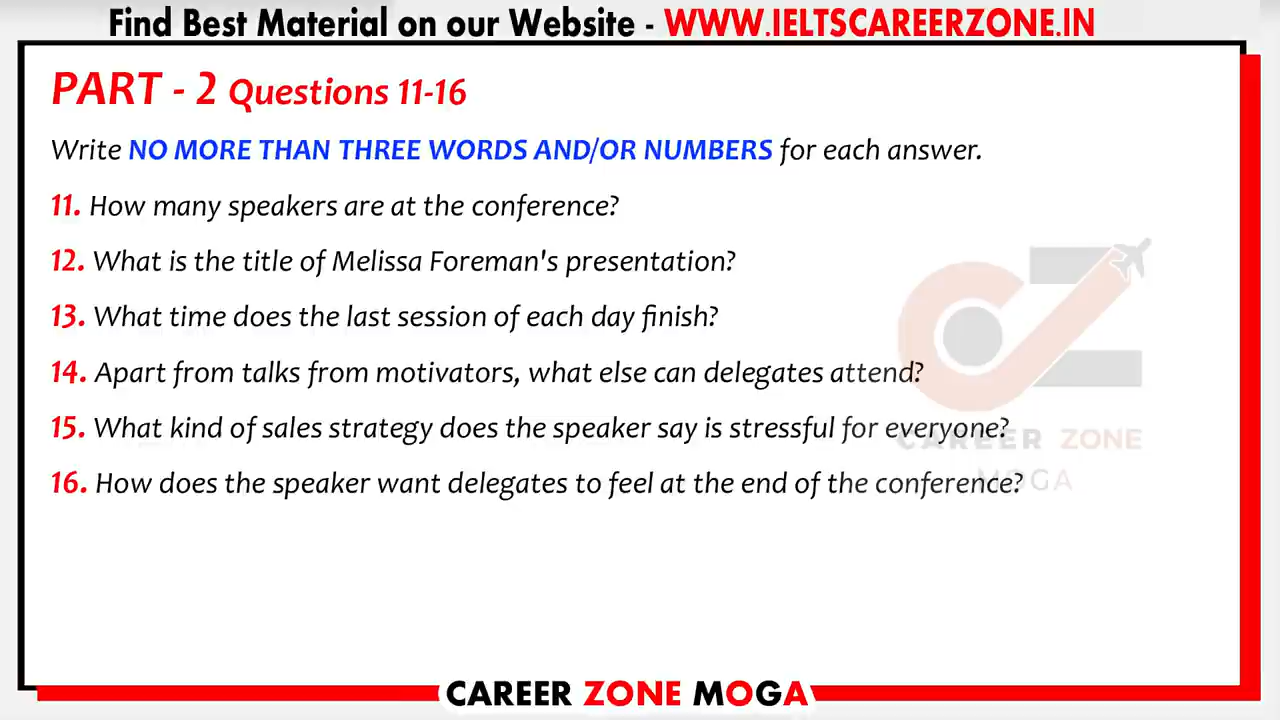 Find Best Material on our Website - WWW.IELTSCAREERZONE.IN
PART - 2 Questions 11-16
Write NO MORE THAN THREE WORDS AND/OR NUMBERS for each answer.
11. How many speakers are at the conference?
12. What is the title of Melissa Foreman's presentation?
13. What time does the last session of each day finish?
14. Apart from talks from motivators, what else can delegates attend?
15. What kind of sales strategy does the speaker say is stressful for everyone?
CAREER ZONE
16. How does the speaker want delegates to feel at the end of the conference?
MOGA
CAREER ZONE MOGA